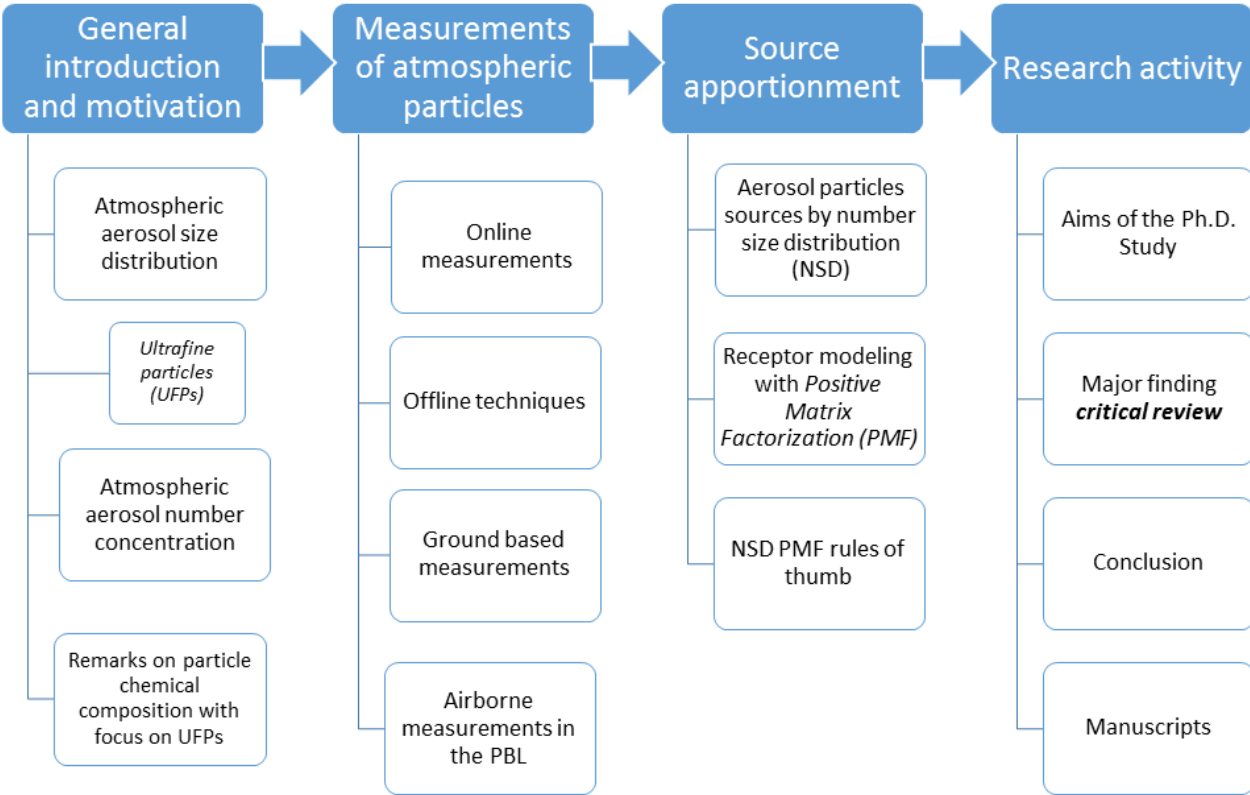 General
introduction
and motivation
Atmospheric
aerosol size
distribution
Ultrafine
particles
(UFPs)
Atmospheric
aerosol number
concentration
Remarks on particle
chemical
composition with
focus on UFPs
Measurements
of atmospheric
particles
Online
measurements
Offline techniques
Ground based
measurements
Airborne
measurements in
the PBL
Source
apportionment
Aerosol particles
sources by number
size distribution
(NSD)
Receptor modeling
with Positive
Matrix
Factorization (PMF)
NSD PMF rules of
thumb
Research activity
Aims of the Ph.D.
Study
Major finding
critical review
Conclusion
Manuscripts